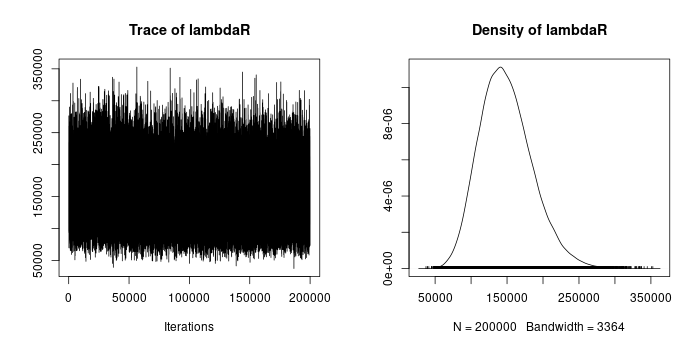 Trace of lambdaR
350000
250000
150000
50000
0 50000 100000 150000 200000
Iterations
Density of lambdaR
8e-06
4e-06
0e+00
50000 150000 250000 350000
N = 200000 Bandwidth = 3364